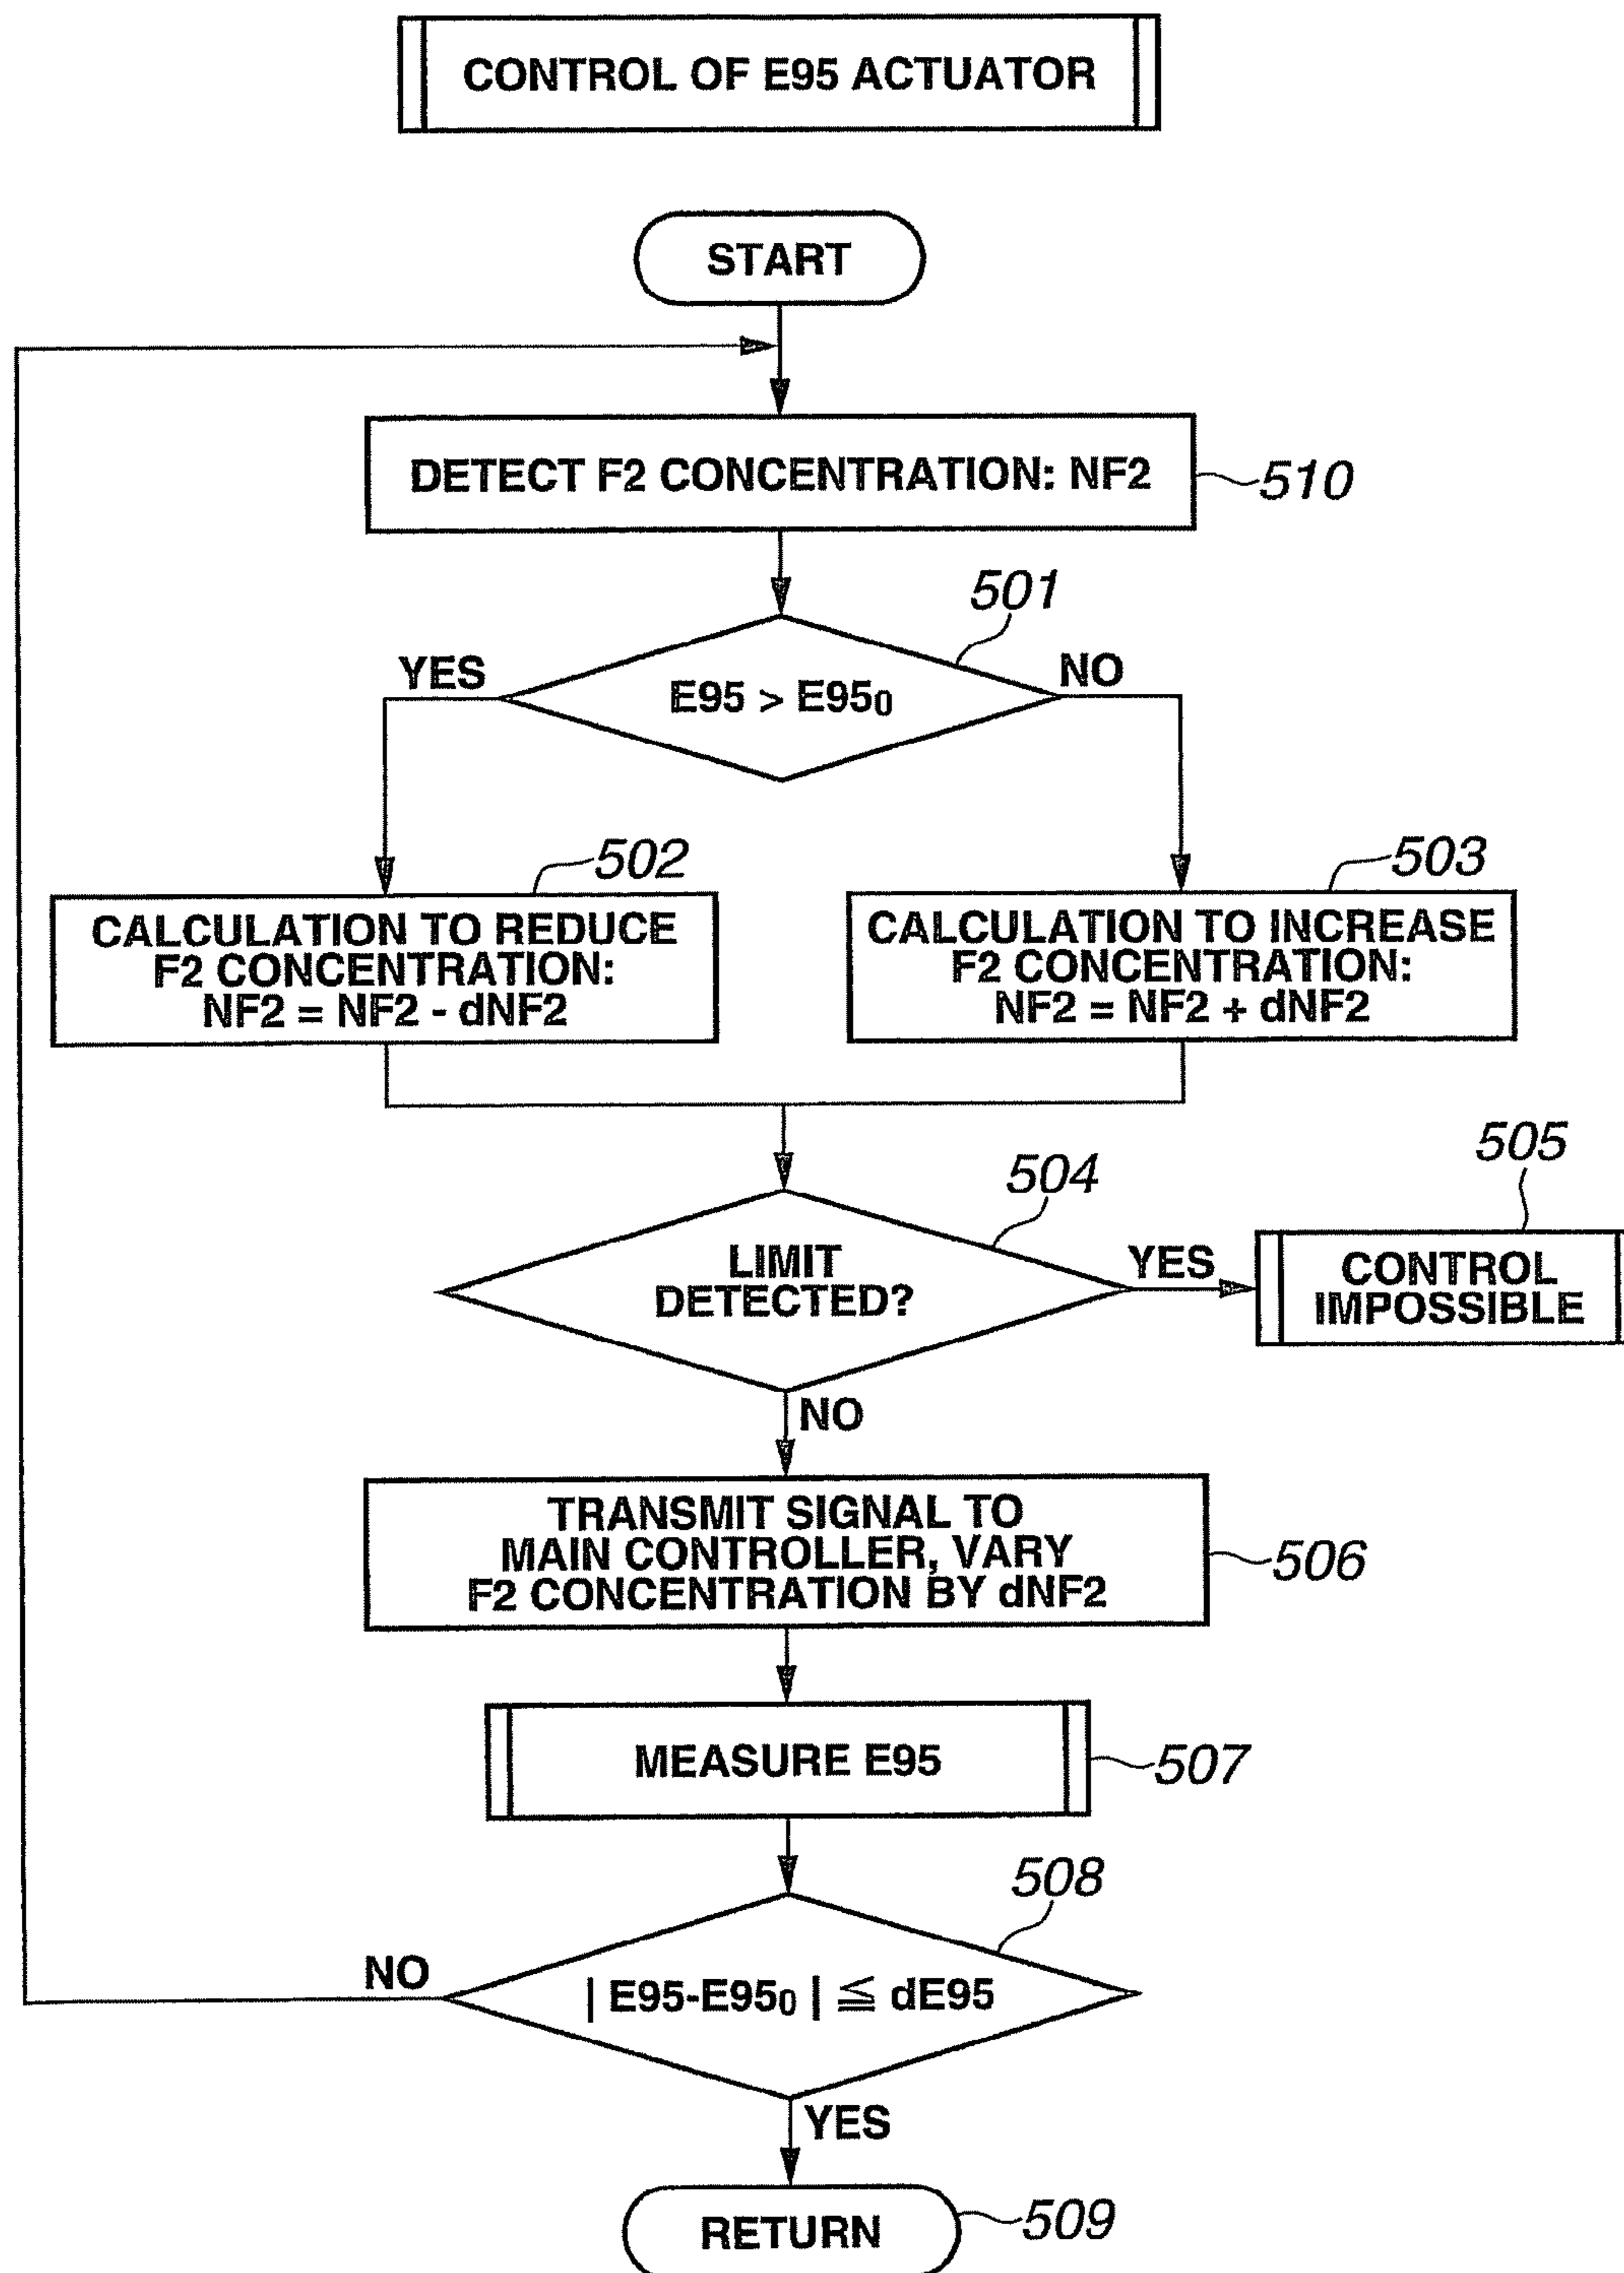 CONTROL OF E95 ACTUATOR
START
DETECT F2 CONCENTRATION: NF2
510
501
YES
NO
E95 > E95₀
502
503
CALCULATION TO REDUCE
F2 CONCENTRATION:
NF2 = NF2 - dNF2
CALCULATION TO INCREASE
F2 CONCENTRATION:
NF2 = NF2 + dNF2
504
505
LIMIT
DETECTED?
YES
CONTROL
IMPOSSIBLE
NO
TRANSMIT SIGNAL TO
MAIN CONTROLLER, VARY
F2 CONCENTRATION BY dNF2
506
MEASURE E95
507
508
NO
| E95-E95₀ | ≦ dE95
YES
RETURN
509